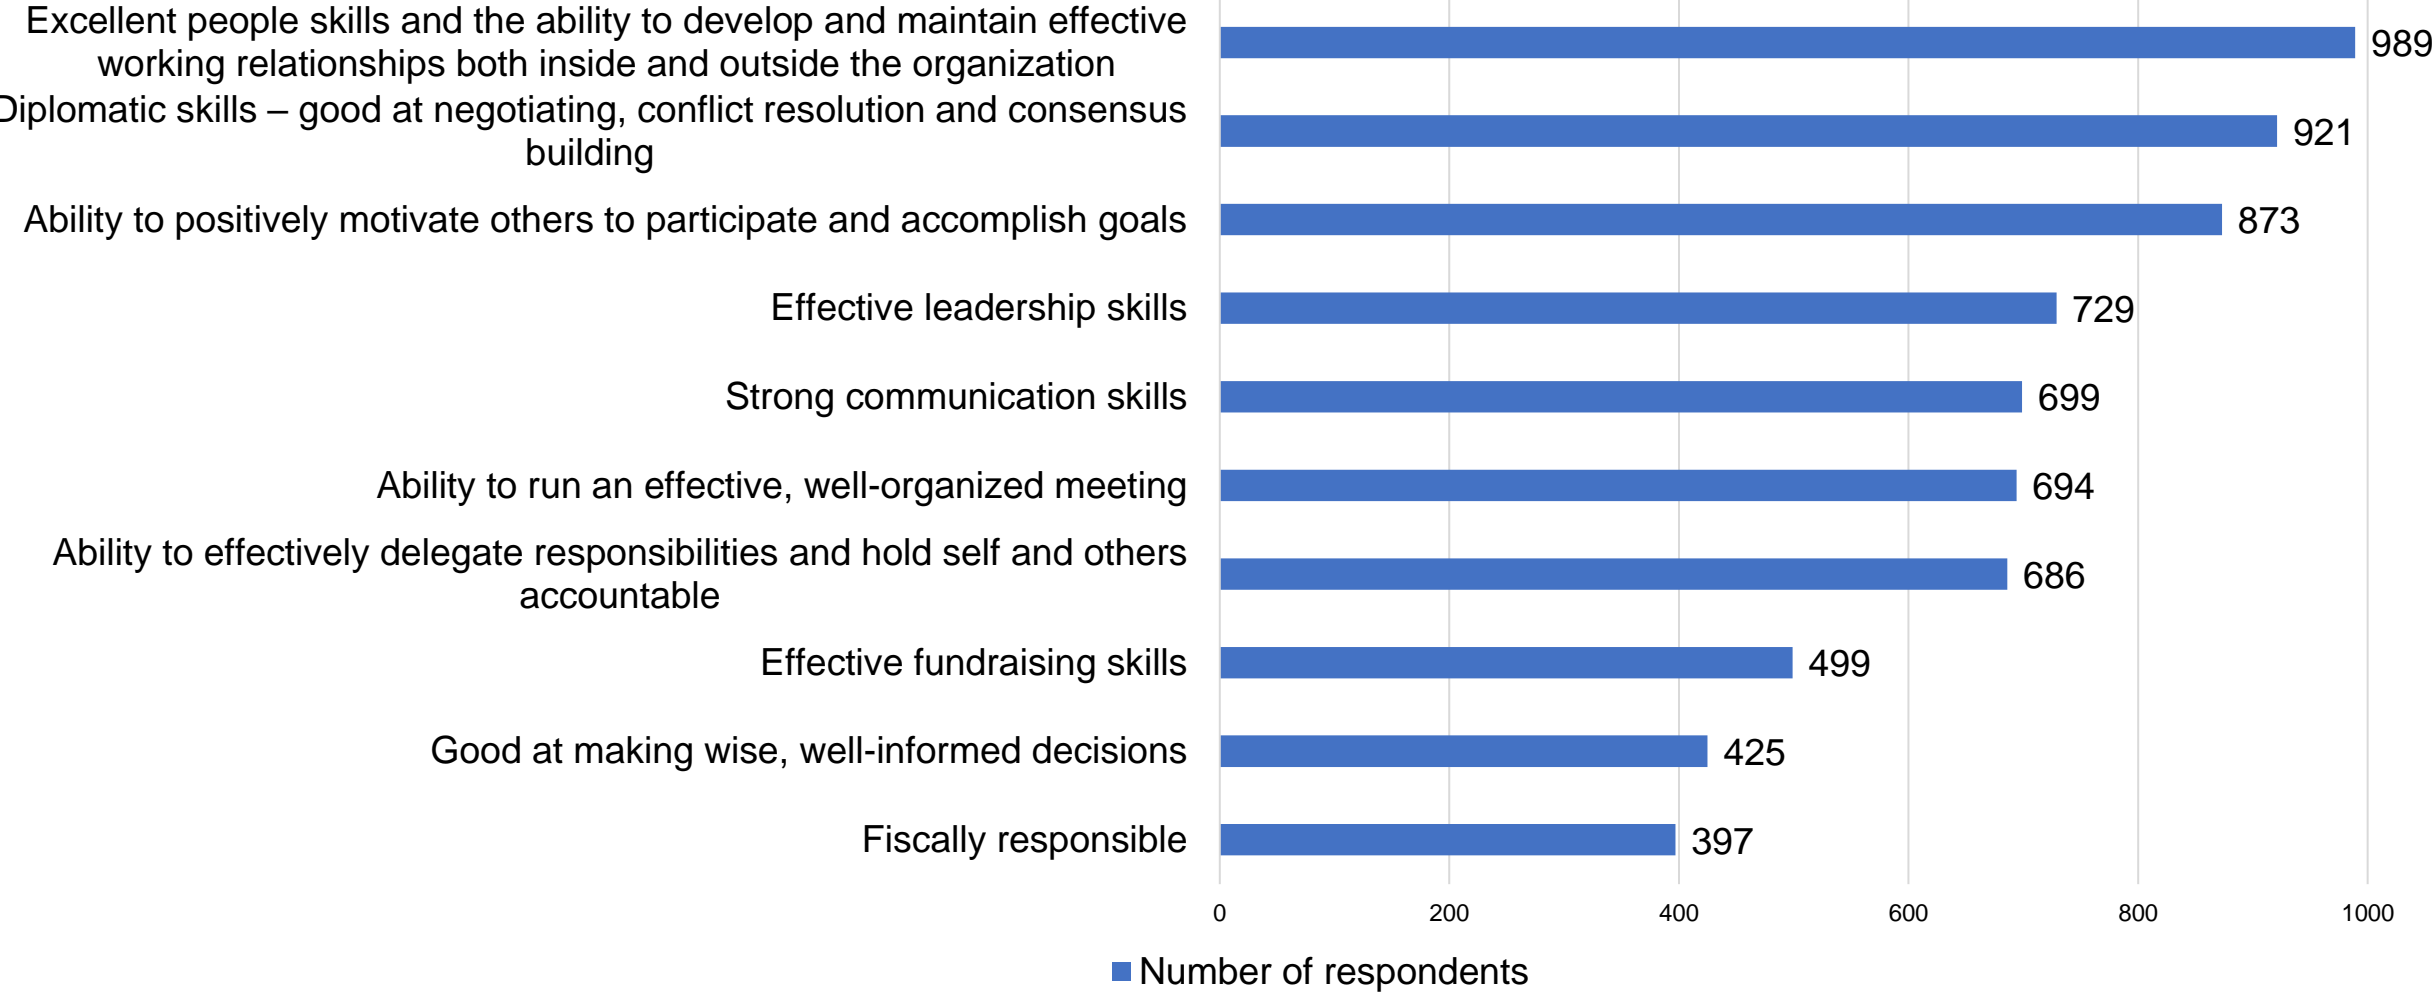 Excellent people skills and the ability to develop and maintain effective
working relationships both inside and outside the organization
989
Diplomatic skills – good at negotiating, conflict resolution and consensus
building
921
Ability to positively motivate others to participate and accomplish goals
873
Effective leadership skills
729
Strong communication skills
699
Ability to run an effective, well-organized meeting
694
Ability to effectively delegate responsibilities and hold self and others
accountable
686
Effective fundraising skills
499
Good at making wise, well-informed decisions
425
Fiscally responsible
397
0 200 400 600 800 1000
Number of respondents